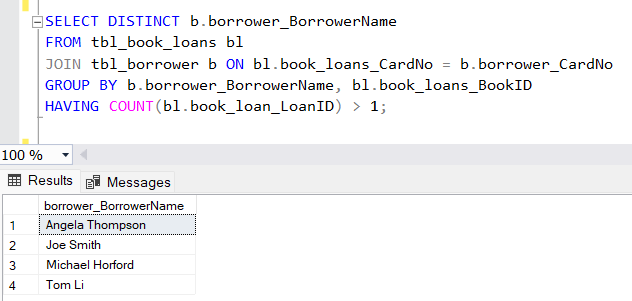 SELECT DISTINCT b.borrower_BorrowerName
FROM tbl_book_loans bl
JOIN tbl_borrower b ON bl.book_loans_CardNo = b.borrower_CardNo
GROUP BY b.borrower_BorrowerName, bl.book_loans_BookID
HAVING COUNT(bl.book_loan_LoanID) > 1;
100 %
Results Messages
borrower_BorrowerName
1 Angela Thompson
2 Joe Smith
3 Michael Horford
4 Tom Li